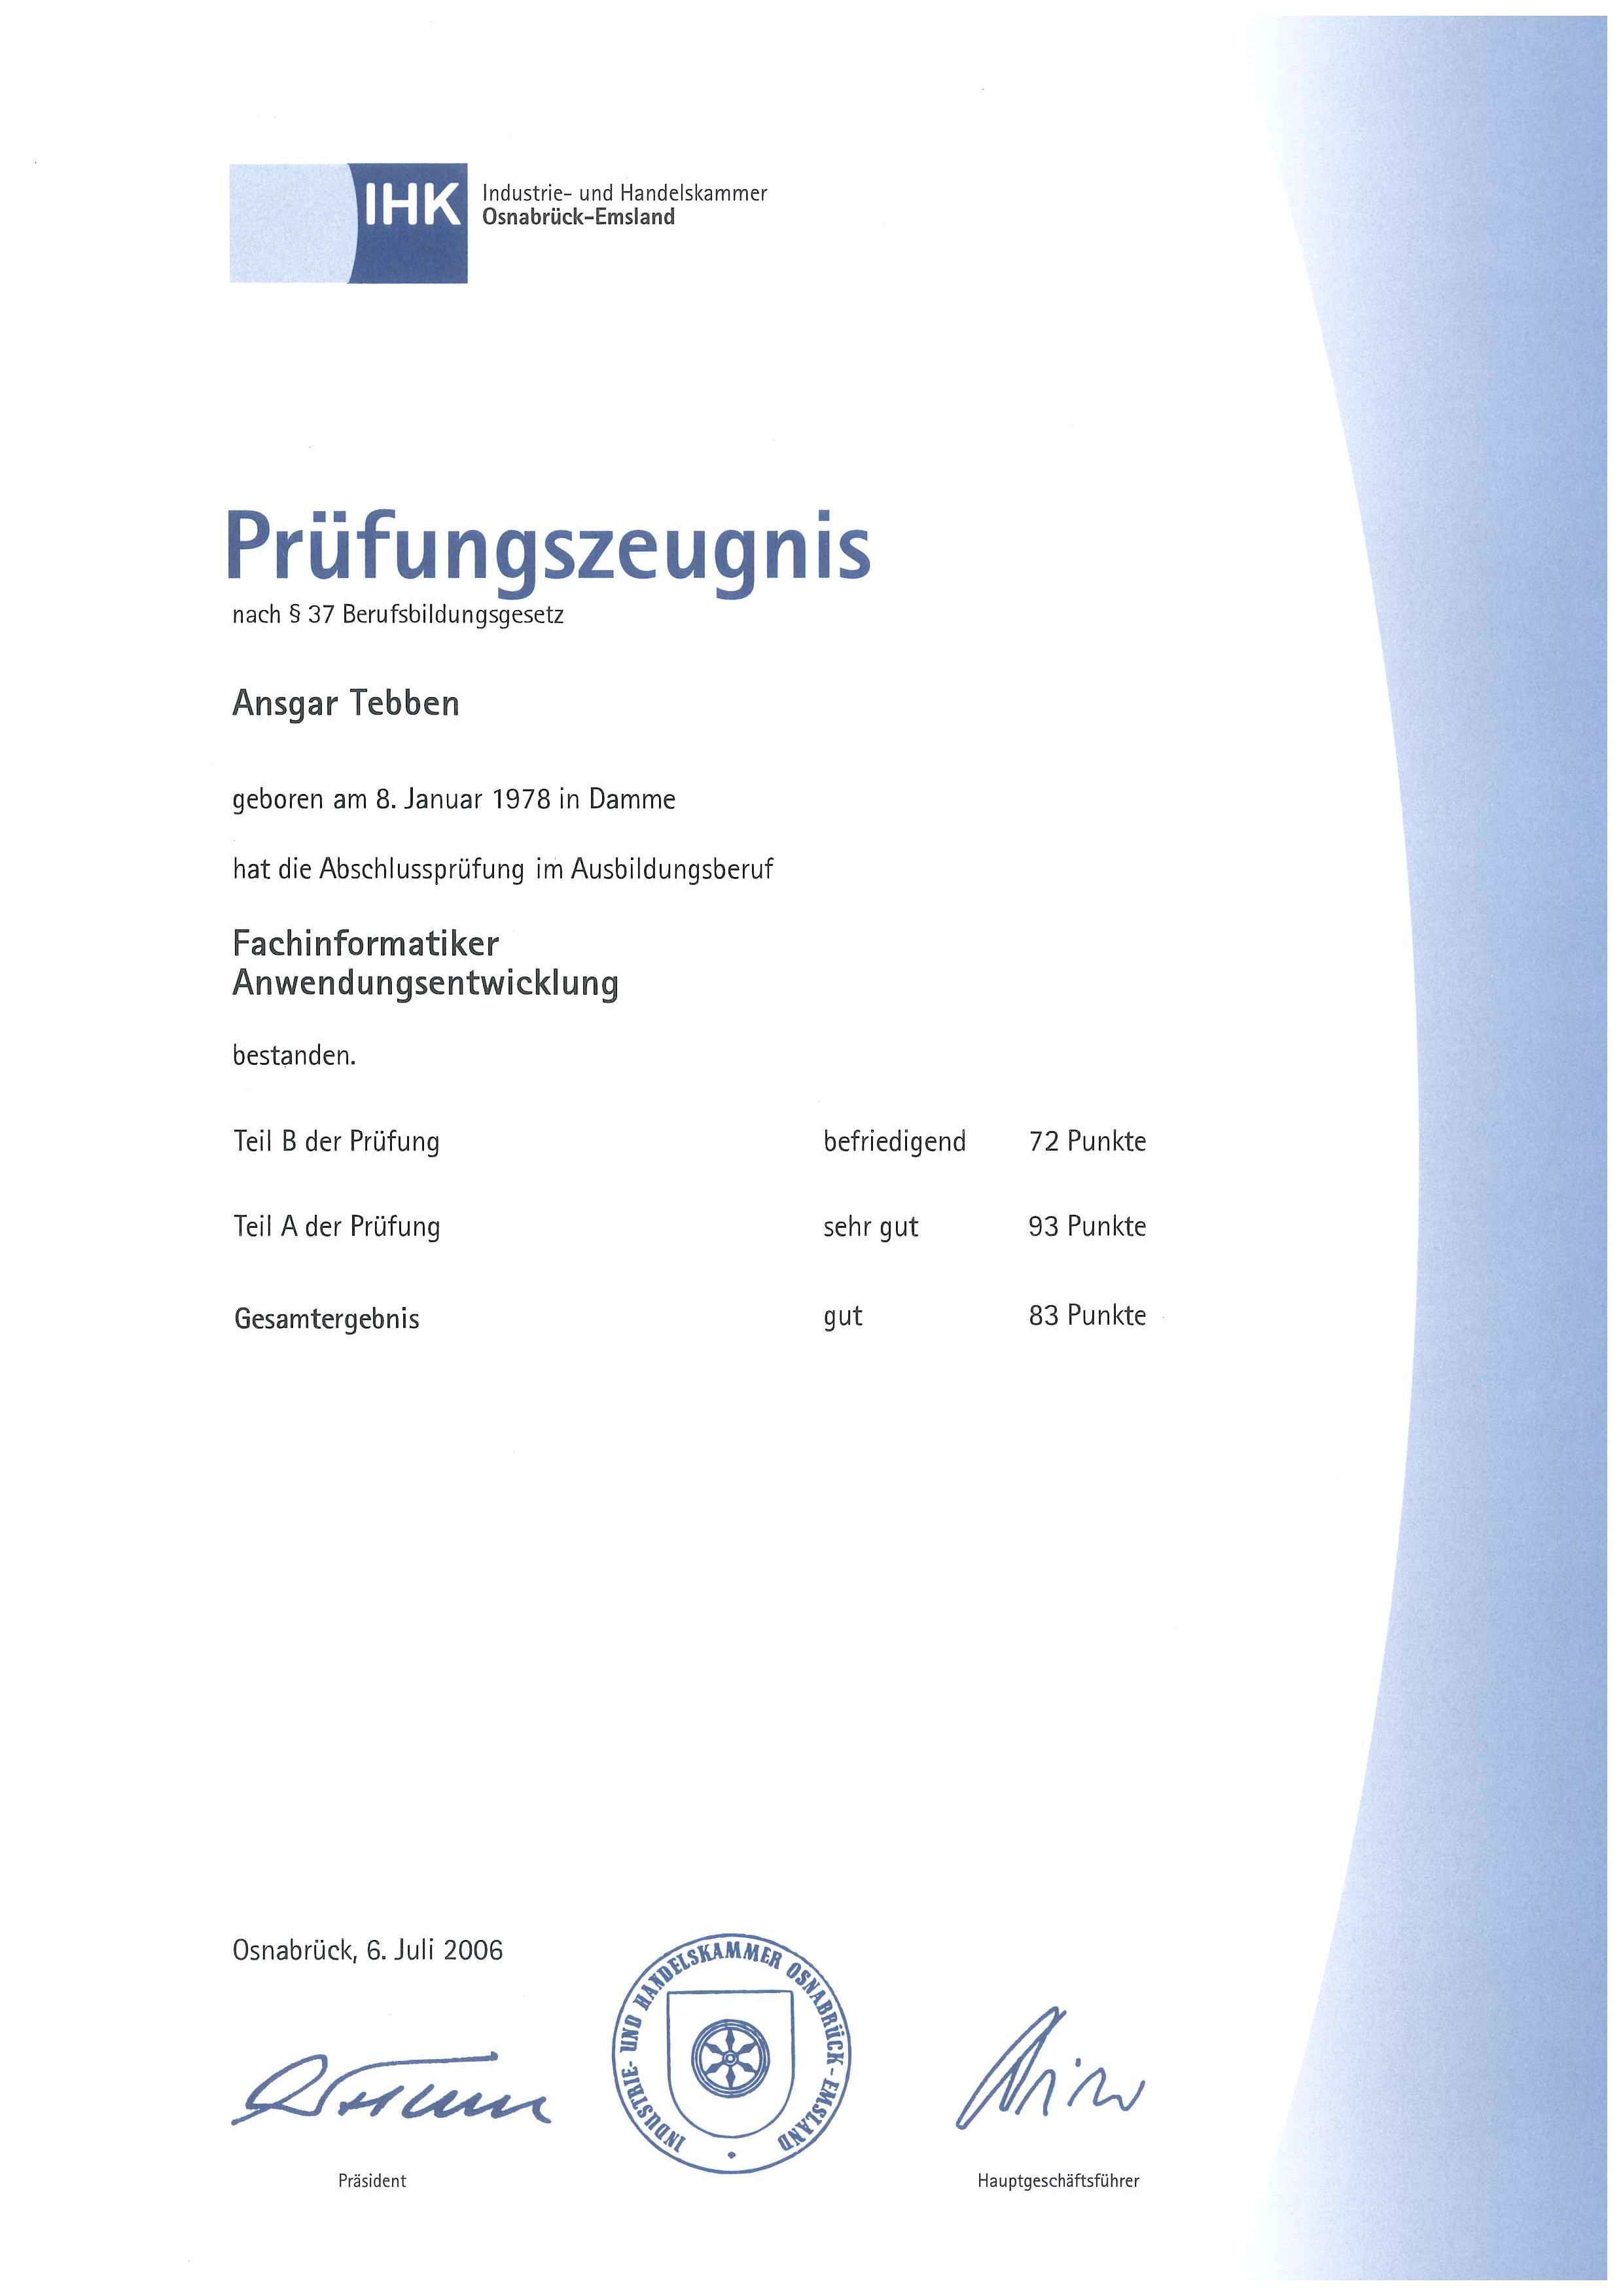 IHK
Industrie- und Handelskammer
Osnabrück-Emsland
Prüfungszeugnis
nach § 37 Berufsbildungsgesetz
Ansgar Tebben
geboren am 8. Januar 1978 in Damme
hat die Abschlussprüfung im Ausbildungsberuf
Fachinformatiker
Anwendungsentwicklung
bestanden.
Teil B der Prüfung befriedigend 72 Punkte
Teil A der Prüfung sehr gut 93 Punkte
Gesamtergebnis gut 83 Punkte
Osnabrück, 6. Juli 2006
INDUSTRIE- UND HANDELSKAMMER OSNABRÜCK - EMSLAND
Präsident Hauptgeschäftsführer